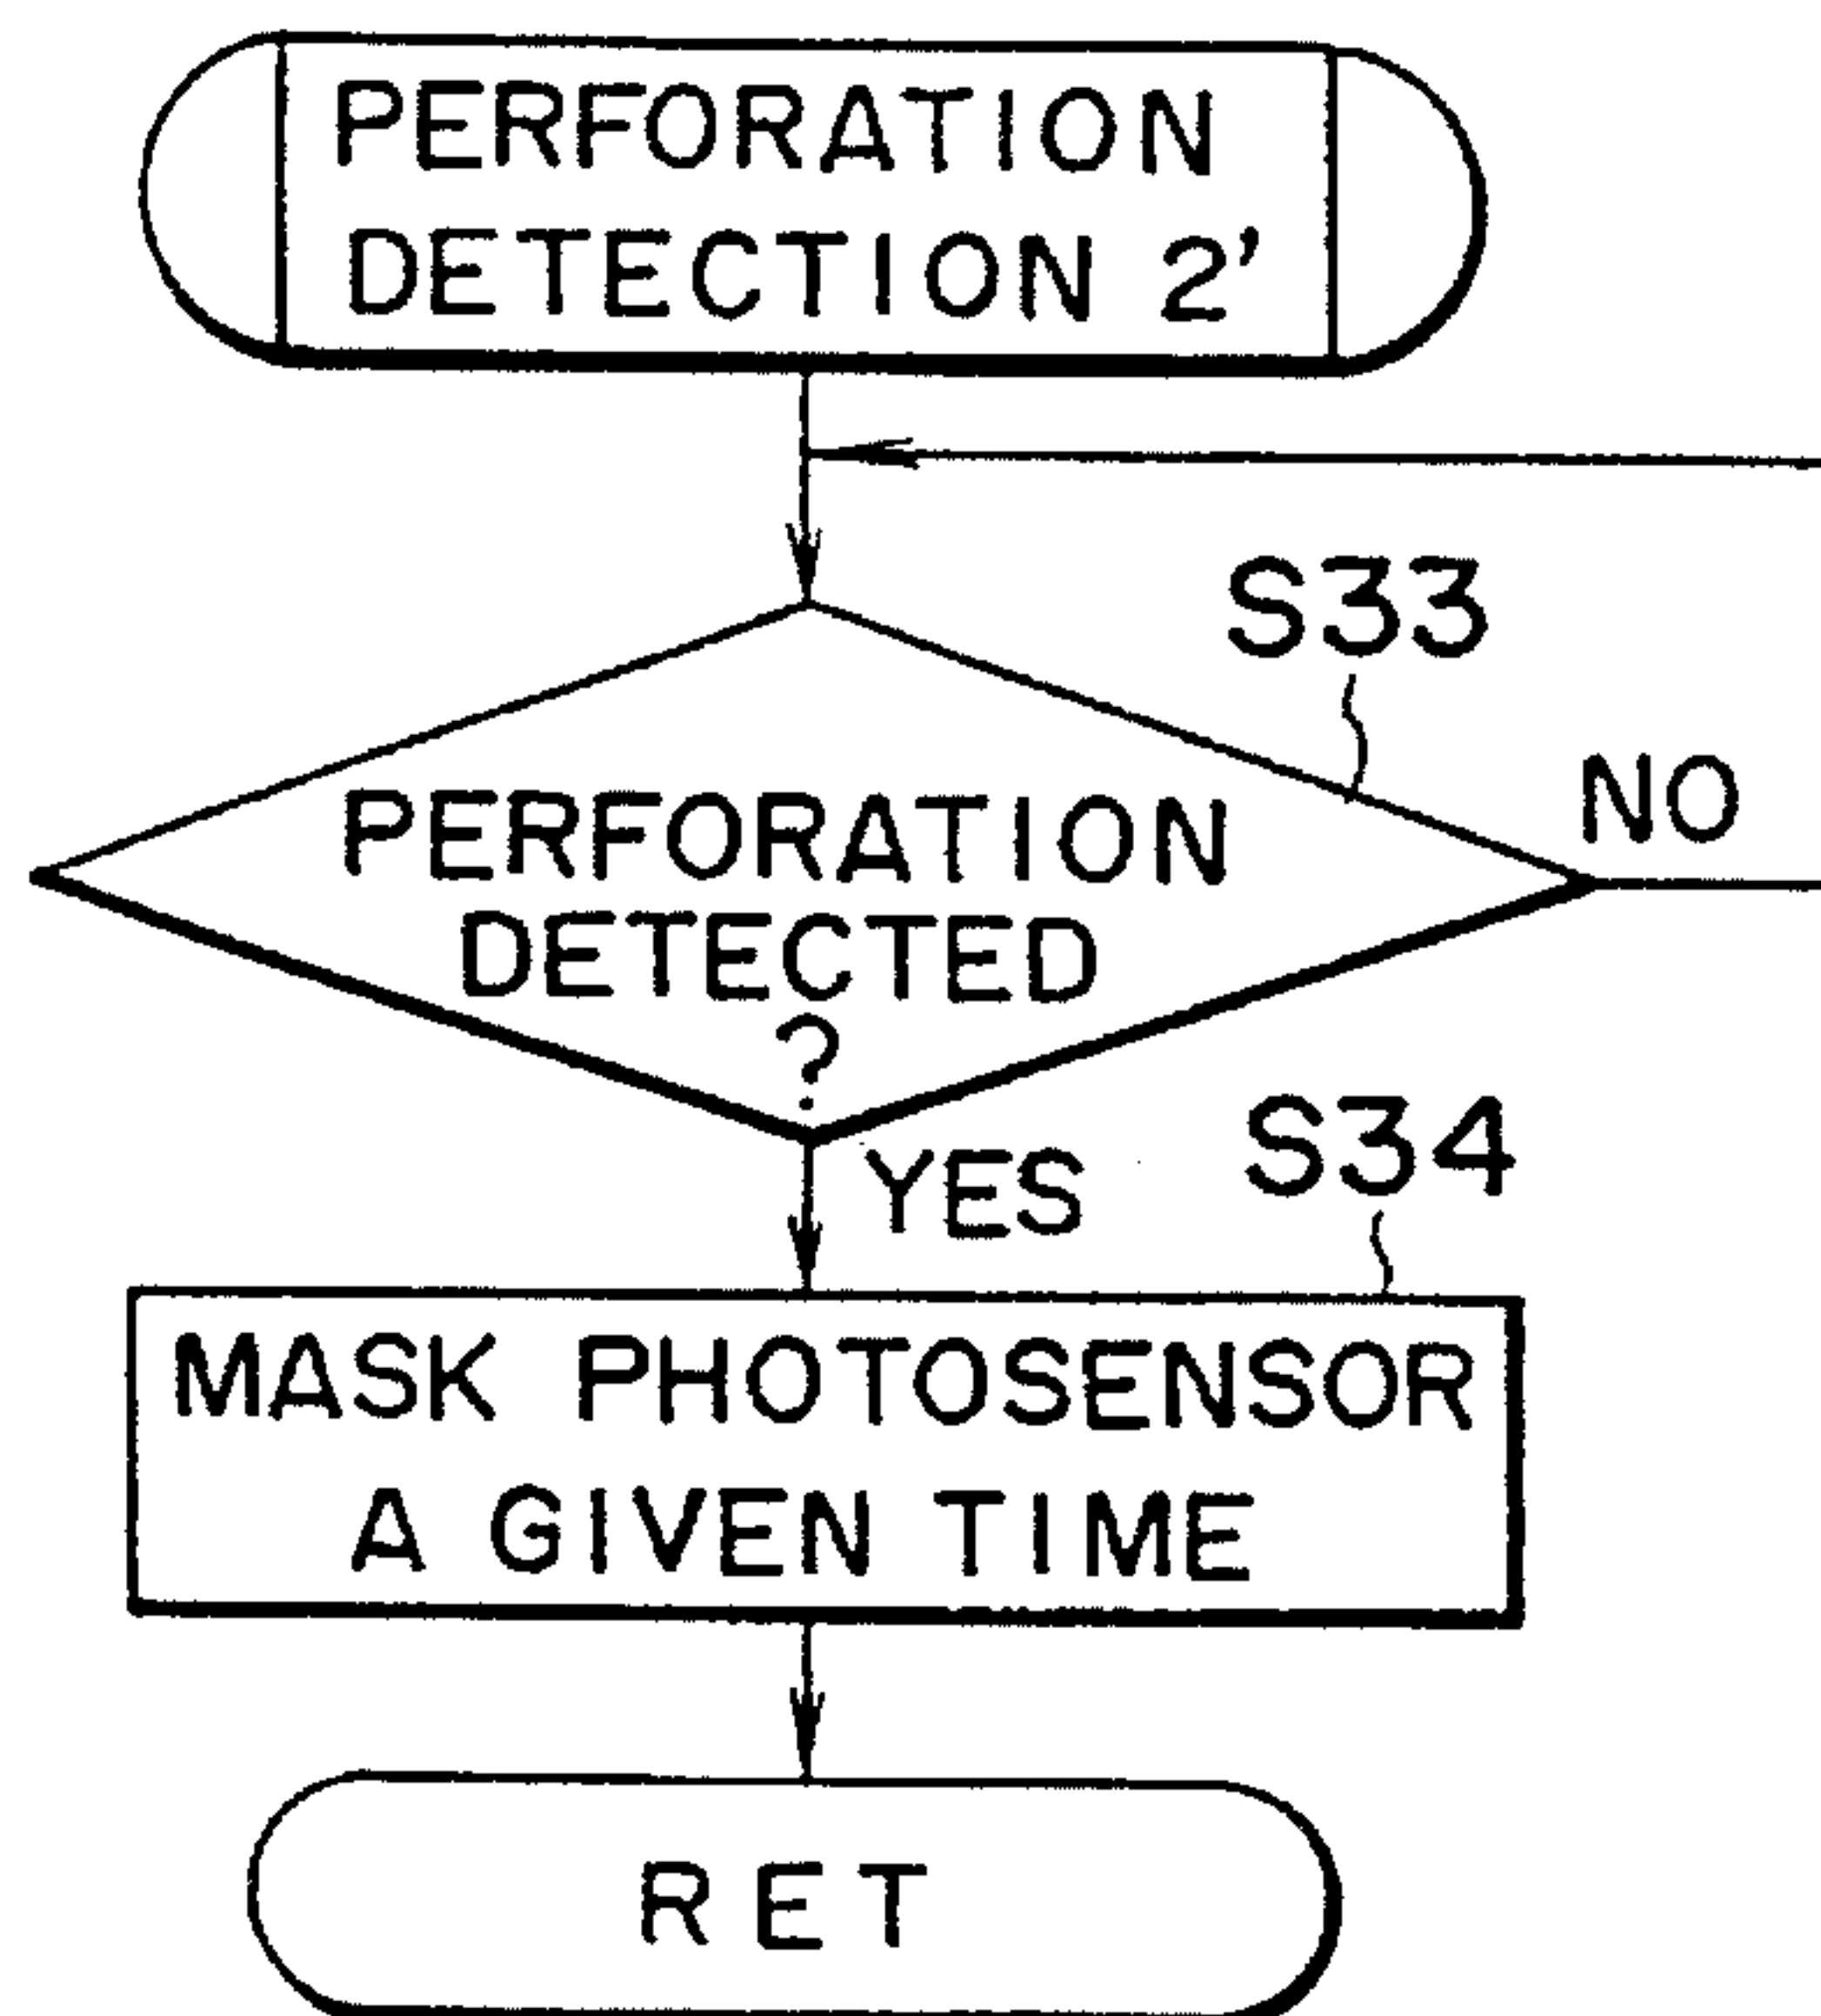 PERFORATION
DETECTION 2'
S33
NO
PERFORATION
DETECTED
?
YES
S34
MASK PHOTOSENSOR
A GIVEN TIME
RET